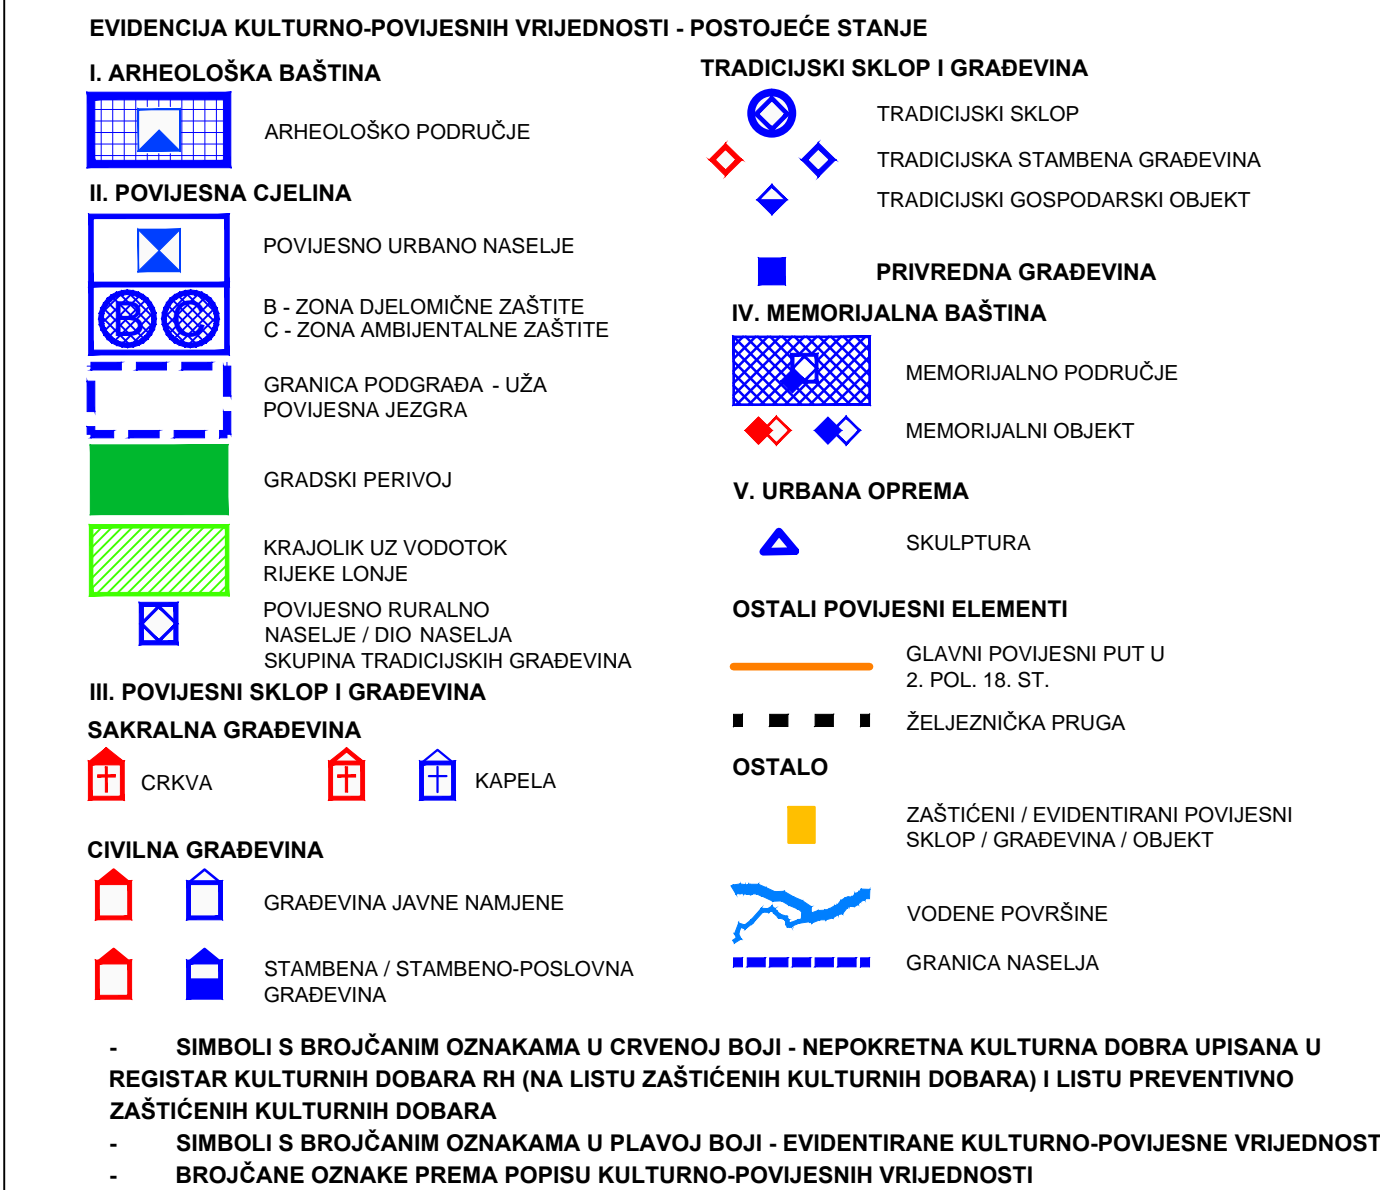 EVIDENCIJA KULTURNO-POVIJESNIH VRIJEDNOSTI - POSTOJEĆE STANJE
I. ARHEOLOŠKA BAŠTINA
ARHEOLOŠKO PODRUČJE
II. POVIJESNA CJELINA
POVIJESNO URBANO NASELJE
B C
B - ZONA DJELOMIČNE ZAŠTITE
C - ZONA AMBIJENTALNE ZAŠTITE
GRANICA PODGRAĐA - UŽA
POVIJESNA JEZGRA
GRADSKI PERIVOJ
KRAJOLIK UZ VODOTOK
RIJEKE LONJE
POVIJESNO RURALNO
NASELJE / DIO NASELJA
SKUPINA TRADICIJSKIH GRAĐEVINA
III. POVIJESNI SKLOP I GRAĐEVINA
SAKRALNA GRAĐEVINA
CRKVA
KAPELA
CIVILNA GRAĐEVINA
GRAĐEVINA JAVNE NAMJENE
STAMBENA / STAMBENO-POSLOVNA
GRAĐEVINA
TRADICIJSKI SKLOP I GRAĐEVINA
TRADICIJSKI SKLOP
TRADICIJSKA STAMBENA GRAĐEVINA
TRADICIJSKI GOSPODARSKI OBJEKT
PRIVREDNA GRAĐEVINA
IV. MEMORIJALNA BAŠTINA
MEMORIJALNO PODRUČJE
MEMORIJALNI OBJEKT
V. URBANA OPREMA
SKULPTURA
OSTALI POVIJESNI ELEMENTI
GLAVNI POVIJESNI PUT U
2. POL. 18. ST.
ŽELJEZNIČKA PRUGA
OSTALO
ZAŠTIĆENI / EVIDENTIRANI POVIJESNI
SKLOP / GRAĐEVINA / OBJEKT
VODENE POVRŠINE
GRANICA NASELJA
- SIMBOLI S BROJČANIM OZNAKAMA U CRVENOJ BOJI - NEPOKRETNA KULTURNA DOBRA UPISANA U
REGISTAR KULTURNIH DOBARA RH (NA LISTU ZAŠTIĆENIH KULTURNIH DOBARA) I LISTU PREVENTIVNO
ZAŠTIĆENIH KULTURNIH DOBARA
- SIMBOLI S BROJČANIM OZNAKAMA U PLAVOJ BOJI - EVIDENTIRANE KULTURNO-POVIJESNE VRIJEDNOST
- BROJČANE OZNAKE PREMA POPISU KULTURNO-POVIJESNIH VRIJEDNOSTI